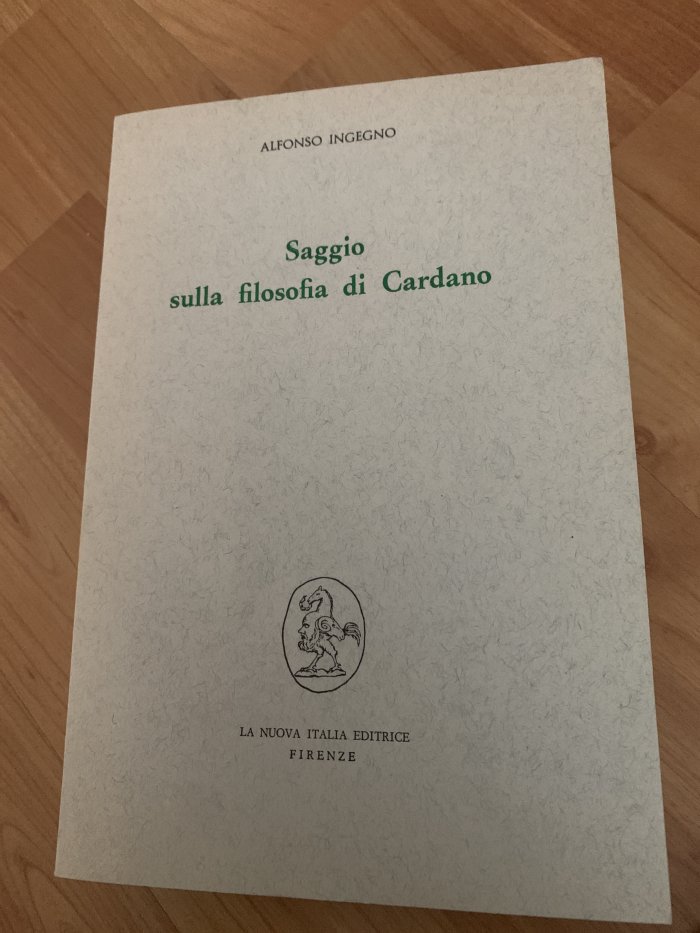 ALFONSO INGEGNO
Saggio
sulla filosofia di Cardano
LA NUOVA ITALIA EDITRICE
FIRENZE